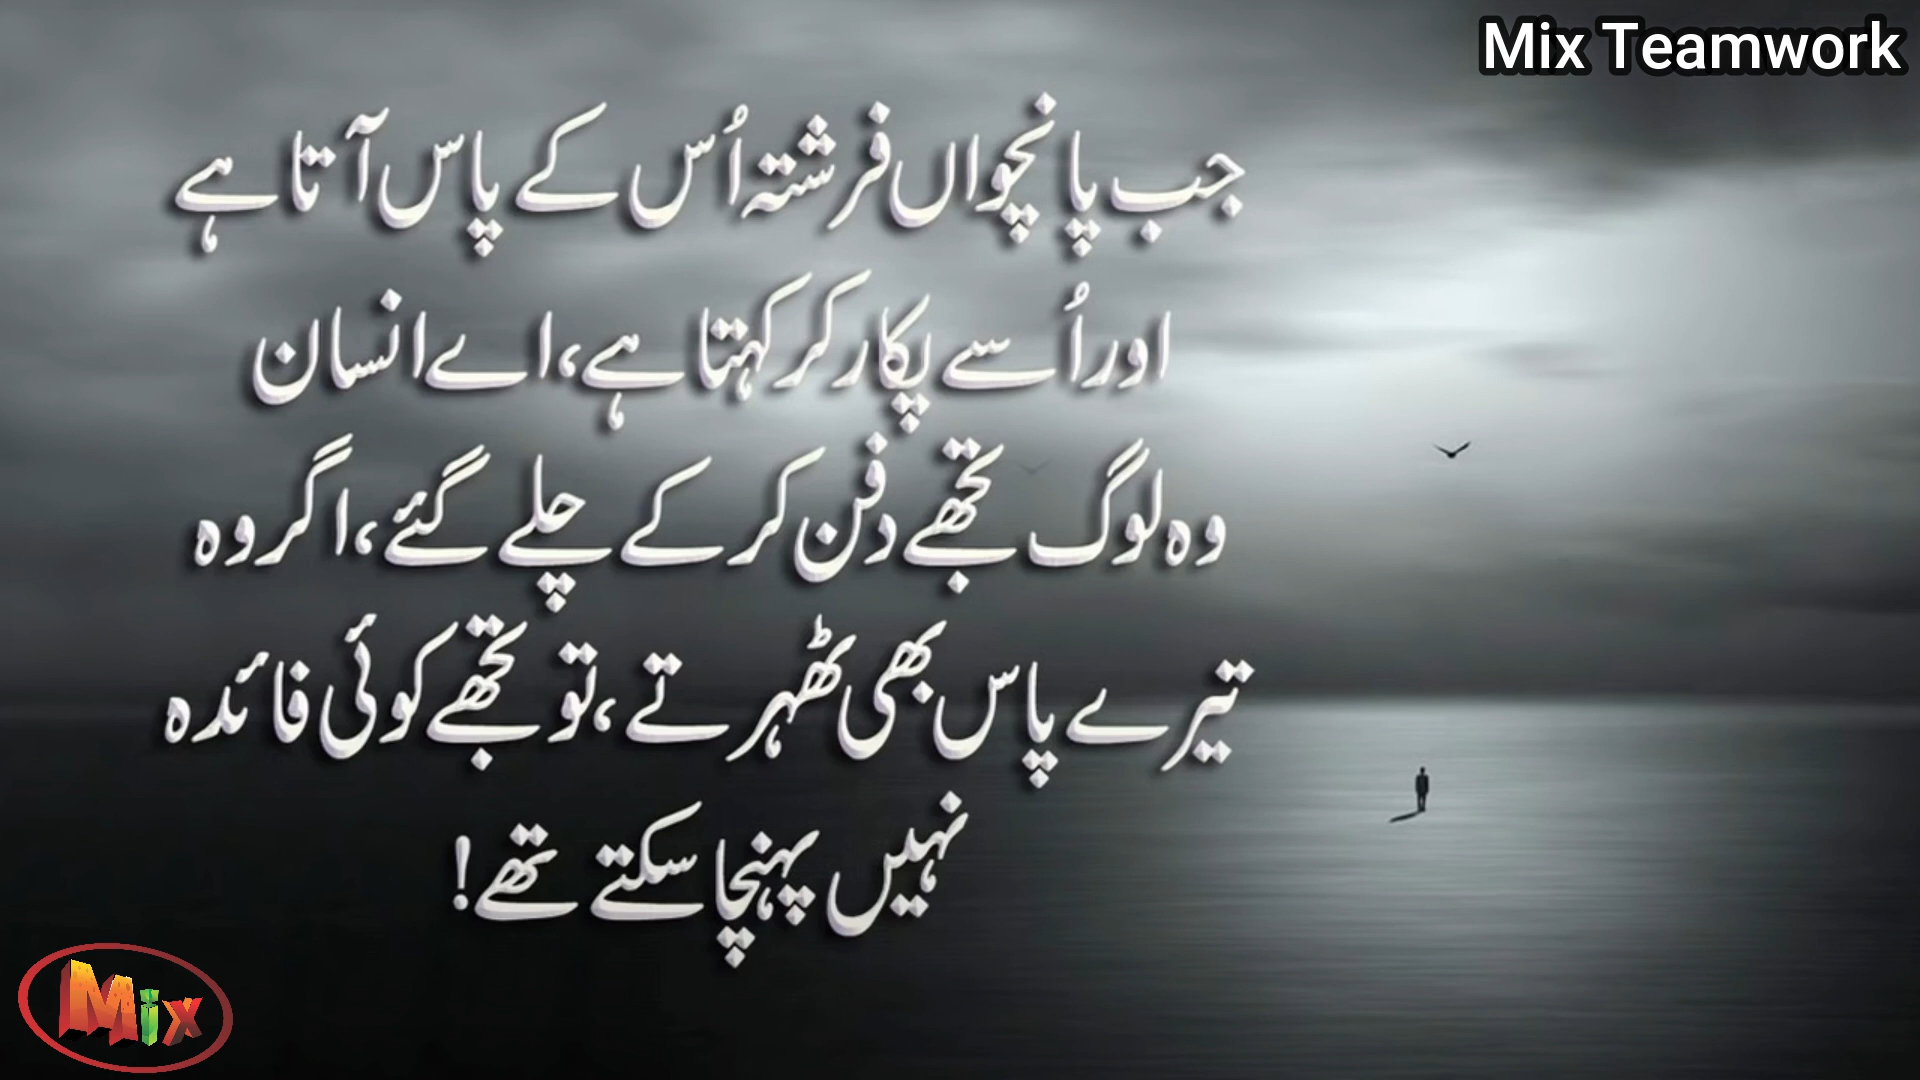 Mix Teamwork
جب پانچواں فرشتہ اُس کے پاس آتا ہے
اور اُسے پکار کر کہتا ہے، اے انسان
وہ لوگ تجھے دفن کر کے چلے گئے، اگر وہ
تیرے پاس بھی ٹھہرتے، تو تجھے کوئی فائدہ
نہیں پہنچا سکتے تھے!
Mix